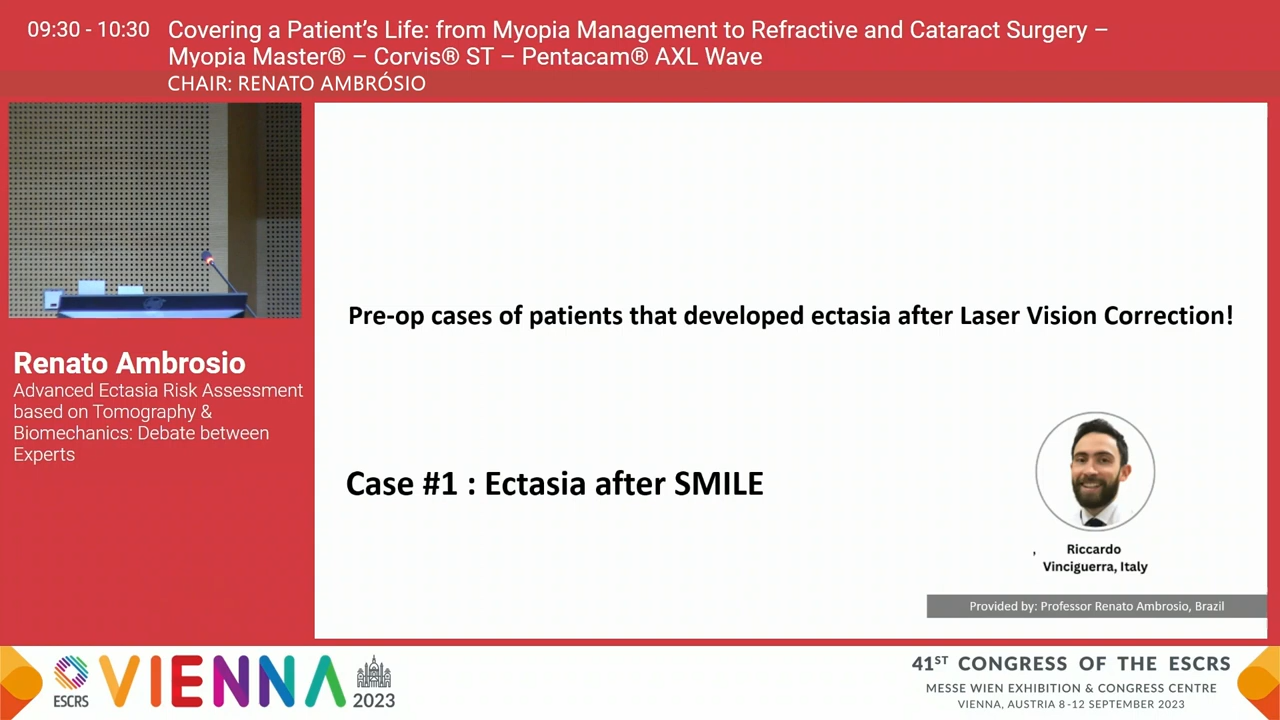 09:30 - 10:30
Covering a Patient's Life: from Myopia Management to Refractive and Cataract Surgery –
Myopia Master® – Corvis® ST – Pentacam® AXL Wave
CHAIR: RENATO AMBRÓSIO
Renato Ambrosio
Advanced Ectasia Risk Assessment
based on Tomography &
Biomechanics: Debate between
Experts
Pre-op cases of patients that developed ectasia after Laser Vision Correction!
Case #1 : Ectasia after SMILE
Riccardo
Vinciguerra, Italy
Provided by: Professor Renato Ambrosio, Brazil
ESCRS
VIENNA
2023
41ST CONGRESS OF THE ESCRS
MESSE WIEN EXHIBITION & CONGRESS CENTRE
VIENNA, AUSTRIA 8-12 SEPTEMBER 2023